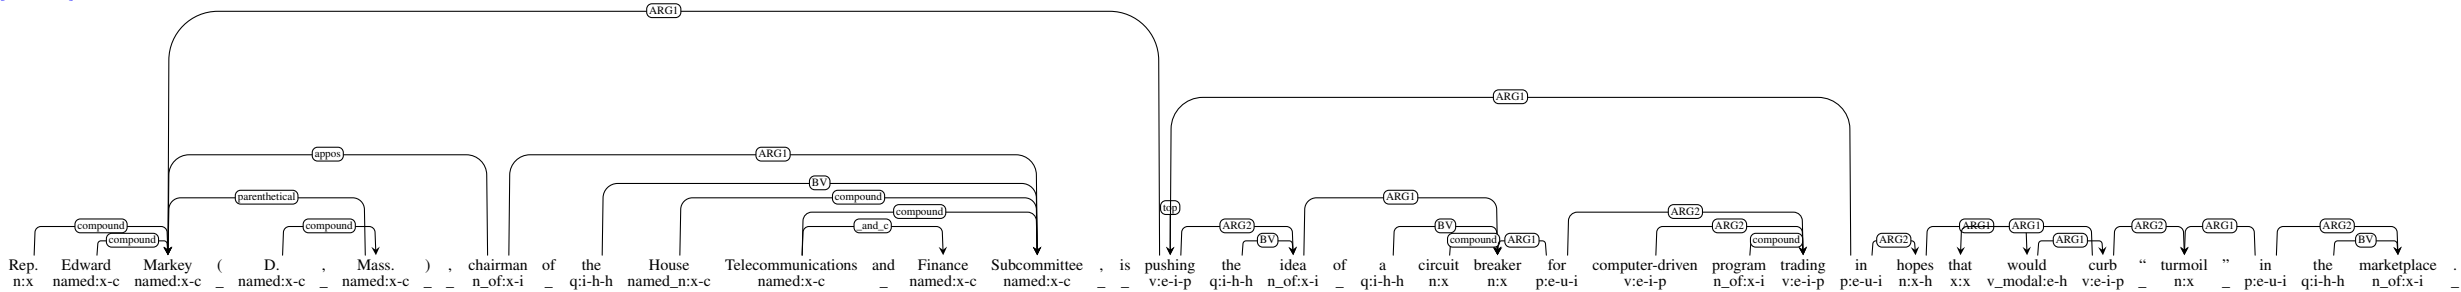 ARG1
ARG1
appos ARG1
BV
parenthetical compound ARG1
compound top ARG2
compound compound _and_c ARG2 BV ARG2 ARG1 ARG1 ARG2 ARG1 ARG2
compound BV compound ARG1 compound ARG2 ARG1 BV
Rep. Edward Markey ( D. , Mass. ) , chairman of the House Telecommunications and Finance Subcommittee , is pushing the idea of a circuit breaker for computer-driven program trading in hopes that would curb “ turmoil ” in the marketplace .
n:x named:x-c named:x-c _ named:x-c _ named:x-c _ _ n_of:x-i _ q:i-h-h named_n:x-c named:x-c _ named:x-c named:x-c _ _ v:e-i-p q:i-h-h n_of:x-i _ q:i-h-h n:x n:x p:e-u-i v:e-i-p n_of:x-i v:e-i-p p:e-u-i n:x-h x:x v_modal:e-h v:e-i-p _ n:x _ p:e-u-i q:i-h-h n_of:x-i _